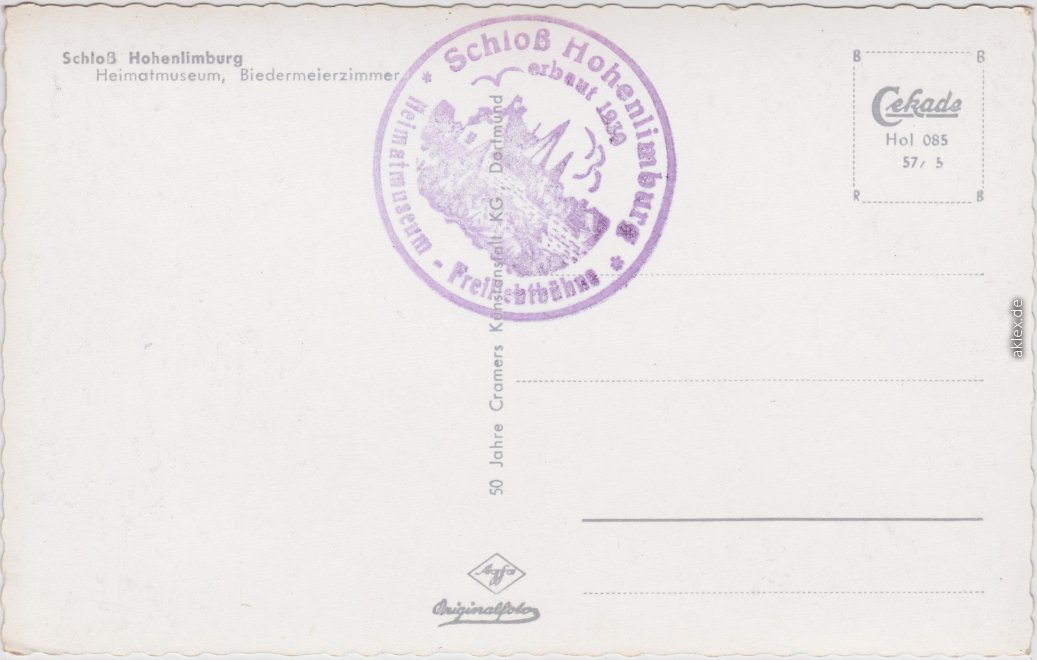 Schloß Hohenlimburg
Heimatmuseum, Biedermeierzimmer
* Schloß Hohenlimburg *
erbaut 1230
Heimatmuseum - Freilichtbühne
50 Jahre Cramers Kunstanstalt KG. Dortmund
B B
Cekade
Hol 085
57/ 5
R B
Agfa
Originalfoto
aklex.de